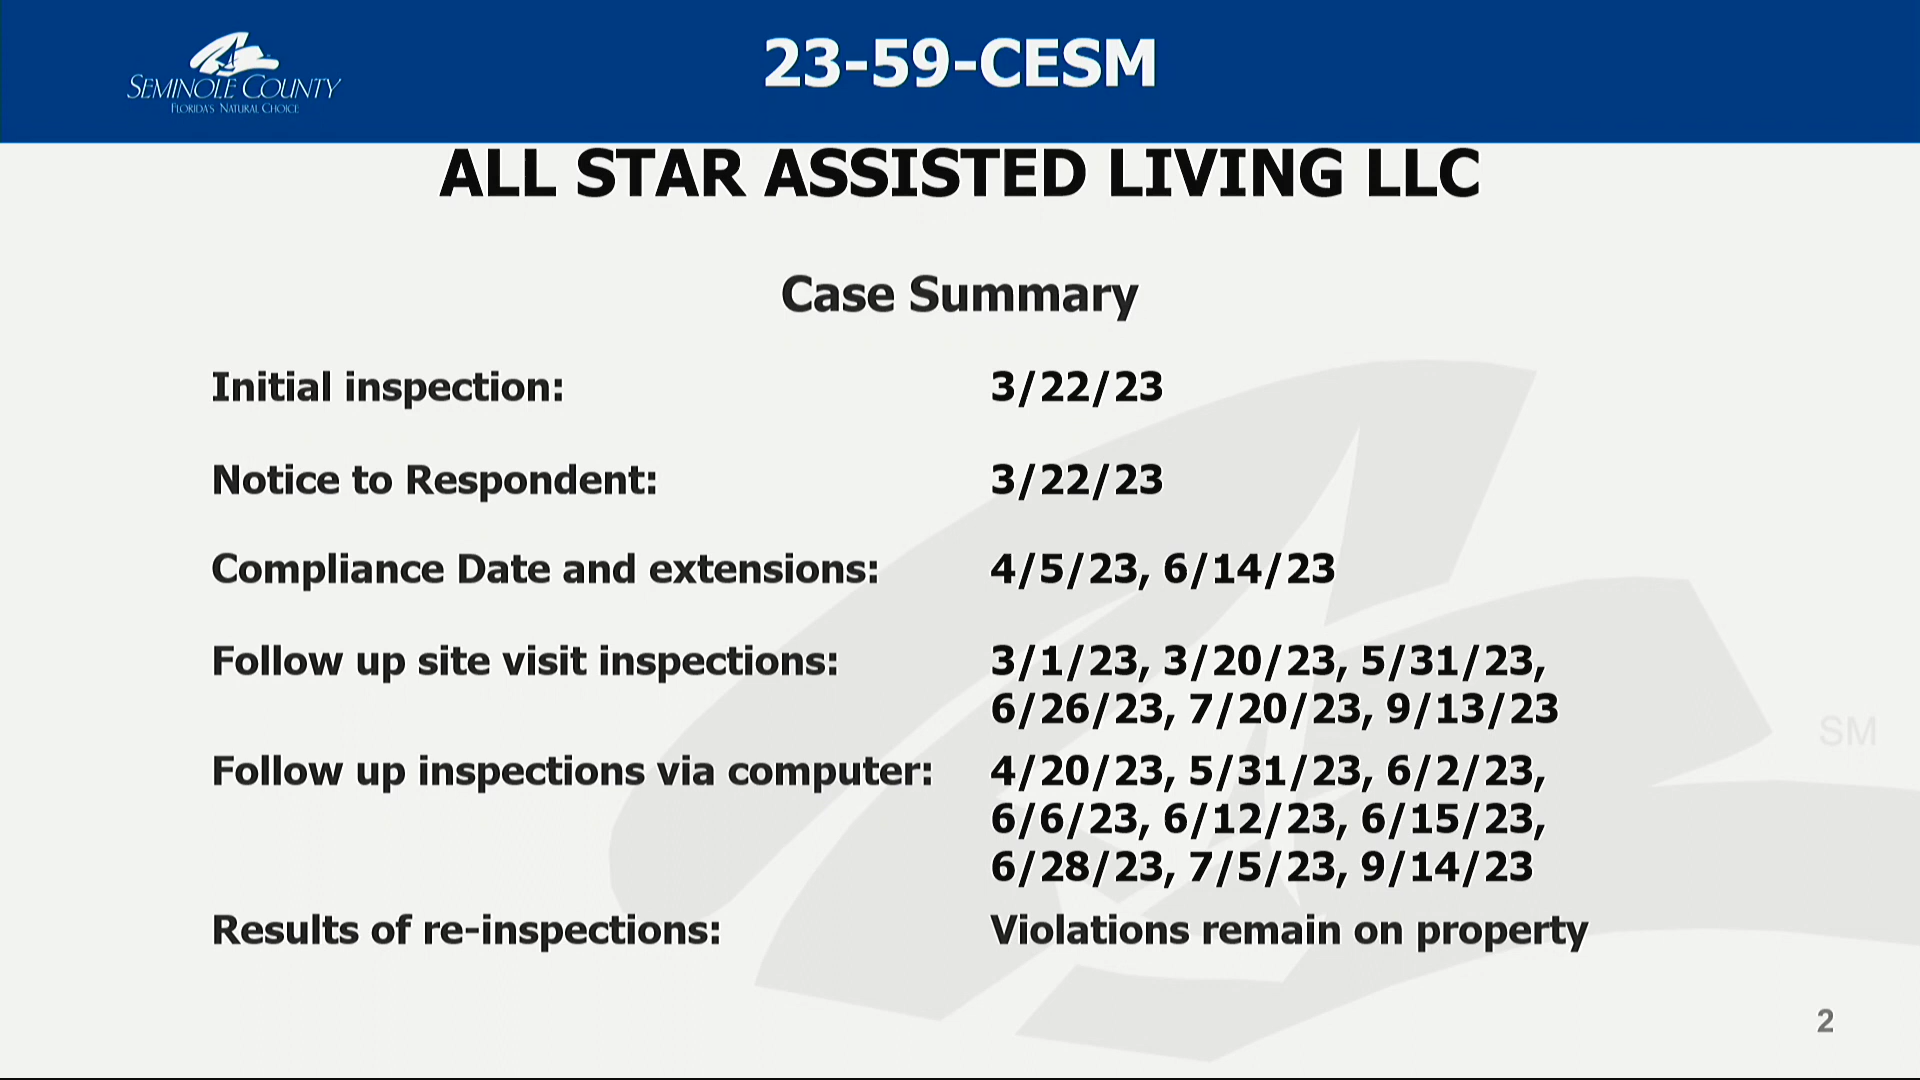 SEMINOLE COUNTY
FLORIDA'S NATURAL CHOICE
23-59-CESM
ALL STAR ASSISTED LIVING LLC
Case Summary
Initial inspection: 3/22/23
Notice to Respondent: 3/22/23
Compliance Date and extensions: 4/5/23, 6/14/23
Follow up site visit inspections: 3/1/23, 3/20/23, 5/31/23,
6/26/23, 7/20/23, 9/13/23
Follow up inspections via computer: 4/20/23, 5/31/23, 6/2/23,
6/6/23, 6/12/23, 6/15/23,
6/28/23, 7/5/23, 9/14/23
Results of re-inspections: Violations remain on property
SM
2